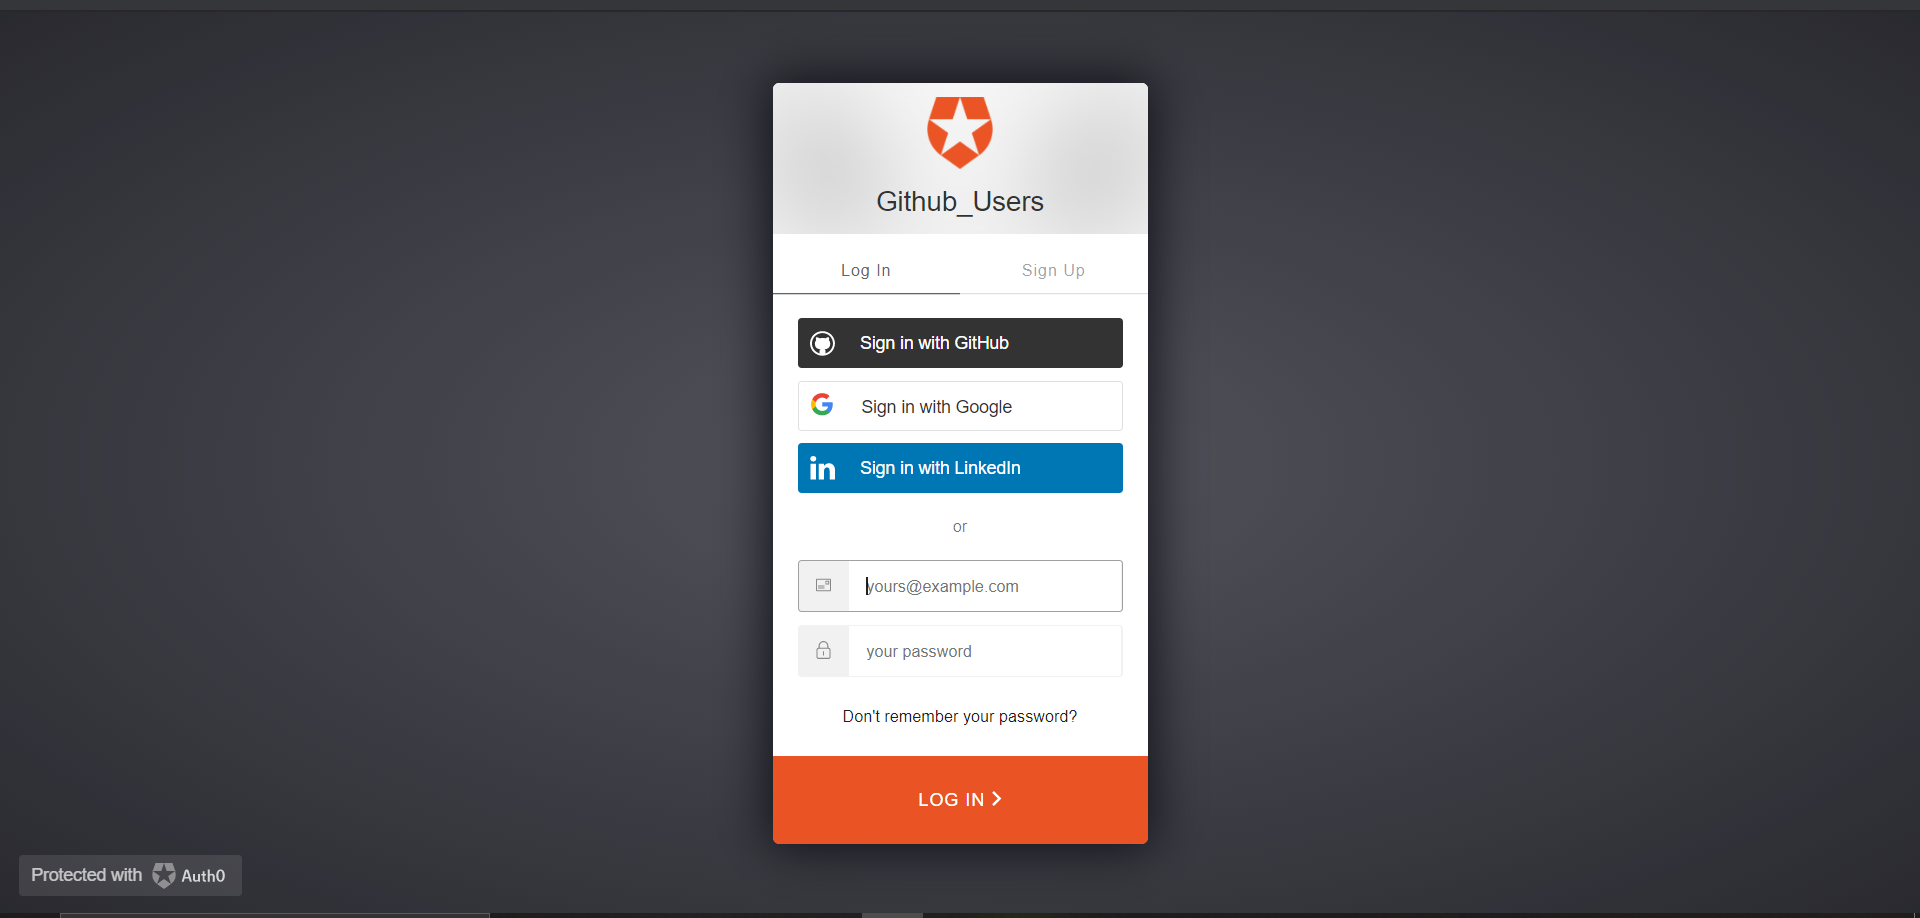 Github_Users
Log In
Sign Up
Sign in with GitHub
Sign in with Google
Sign in with LinkedIn
or
yours@example.com
your password
Don't remember your password?
LOG IN
Protected with Auth0